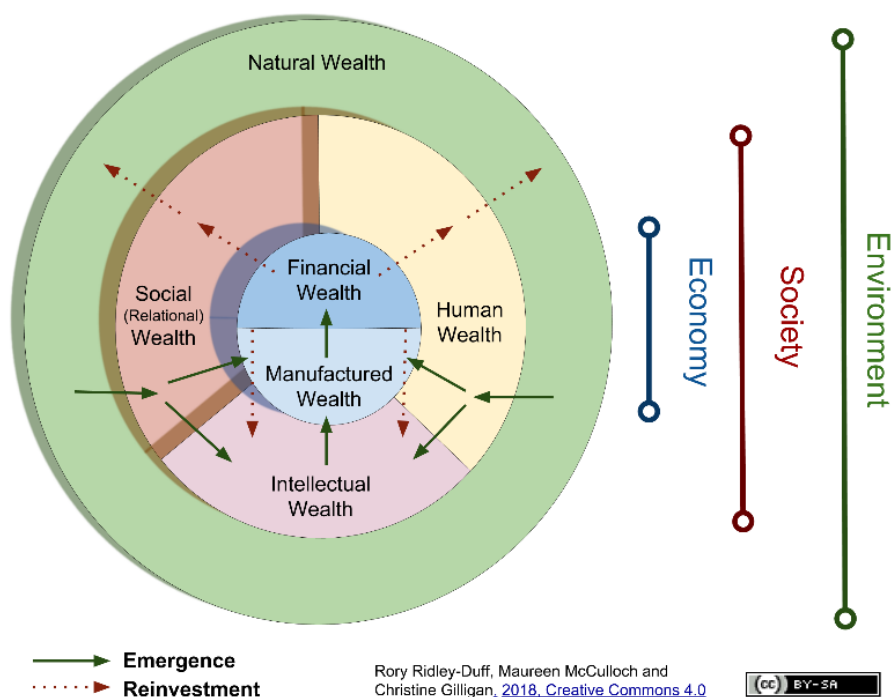 Natural Wealth
Financial
Wealth
Social
(Relational)
Wealth
Human
Wealth
Manufactured
Wealth
Intellectual
Wealth
Economy
Society
Environment
Emergence
Reinvestment
Rory Ridley-Duff, Maureen McCulloch and
Christine Gilligan, 2018, Creative Commons 4.0
(cc) BY-SA